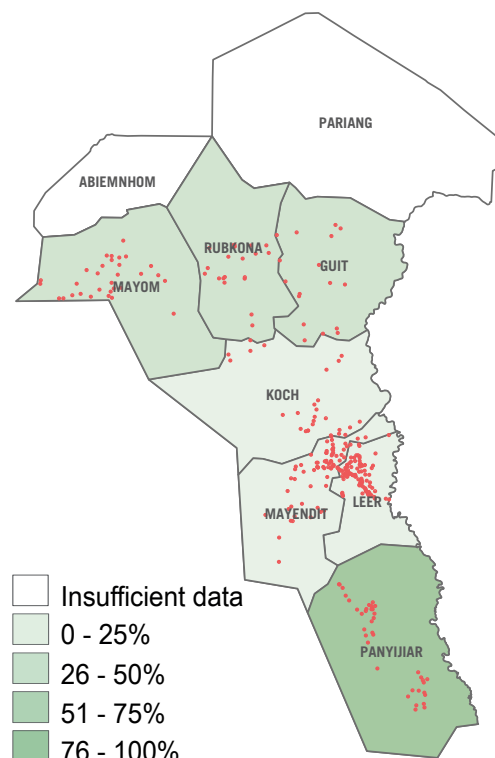 PARIANG
ABIEMNHOM
RUBKONA
GUIT
MAYOM
KOCH
MAYENDIT
LEER
PANYIJIAR
Insufficient data
0 - 25%
26 - 50%
51 - 75%
76 - 100%